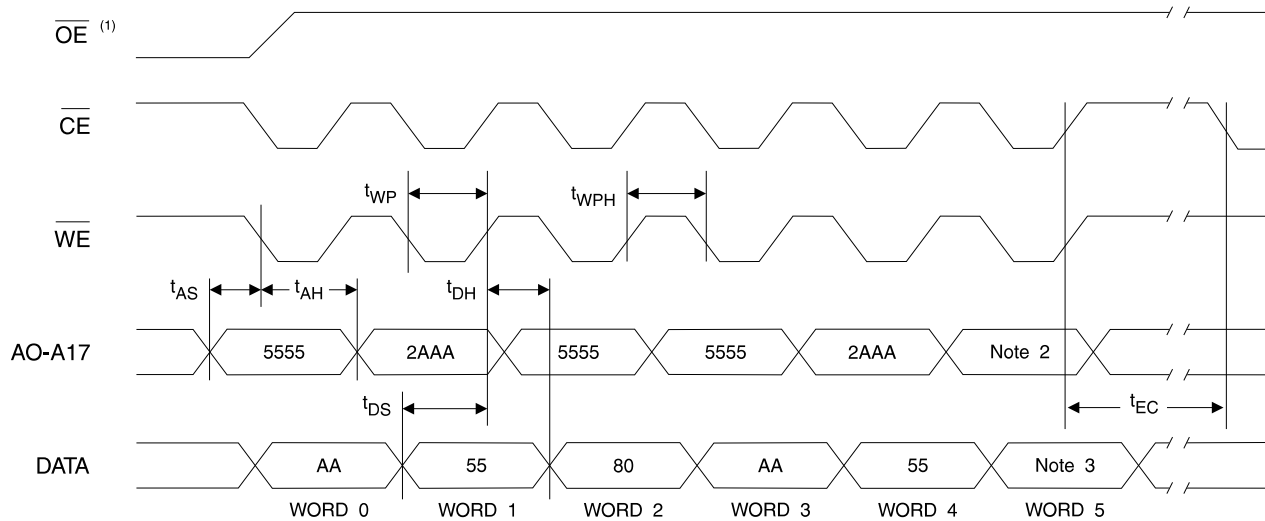 OE (1)
CE
tWP
tWPH
WE
tAS
tAH
tDH
AO-A17
5555
2AAA
5555
5555
2AAA
Note 2
tDS
tEC
DATA
AA
55
80
AA
55
Note 3
WORD 0
WORD 1
WORD 2
WORD 3
WORD 4
WORD 5